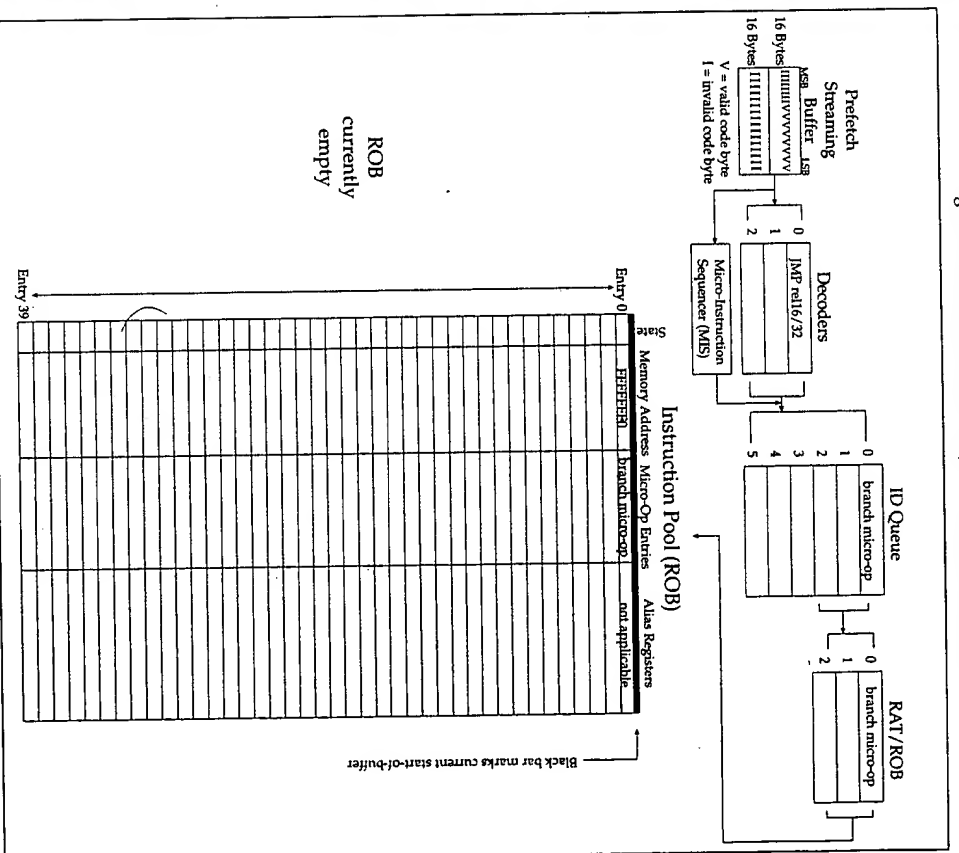 Prefetch
Streaming
Buffer
MSB
LSB
16 Bytes
IIIIIIIVVVVVVVVV
16 Bytes
IIIIIIIIIIIIIIII
V = valid code byte
I = invalid code byte
Decoders
0 JMP rel16/32
1
2
Micro-Instruction
Sequencer (MIS)
ID Queue
0 branch micro-op
1
2
3
4
5
RAT/ROB
0 branch micro-op
1
2
Instruction Pool (ROB)
State
Memory Address
Micro-Op Entries
Alias Registers
Entry 0
branch micro-op
not applicable
Entry 39
Black bar marks current start-of-buffer
ROB
currently
empty